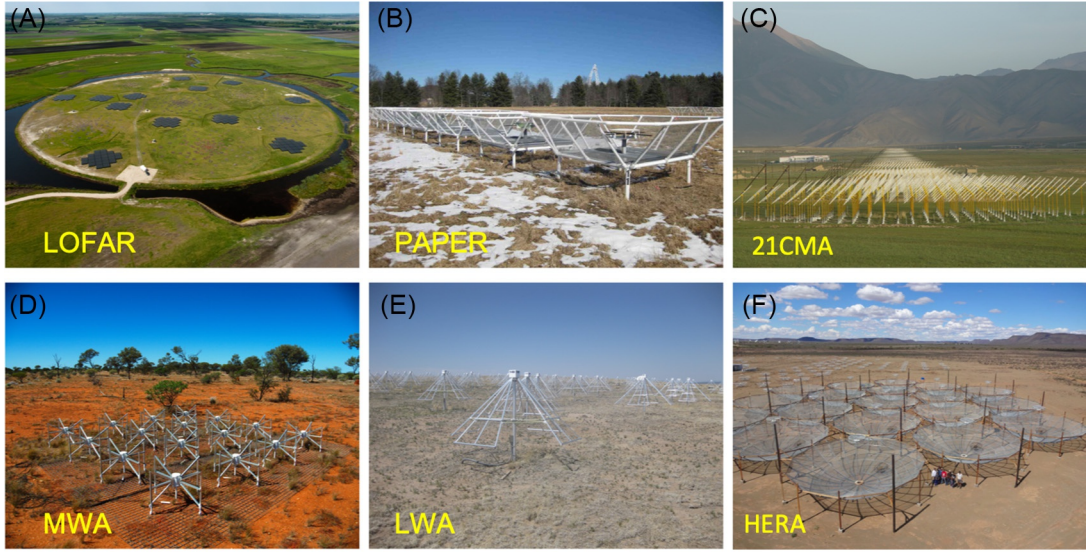 (A)
LOFAR
(B)
PAPER
(C)
21CMA
(D)
MWA
(E)
LWA
(F)
HERA